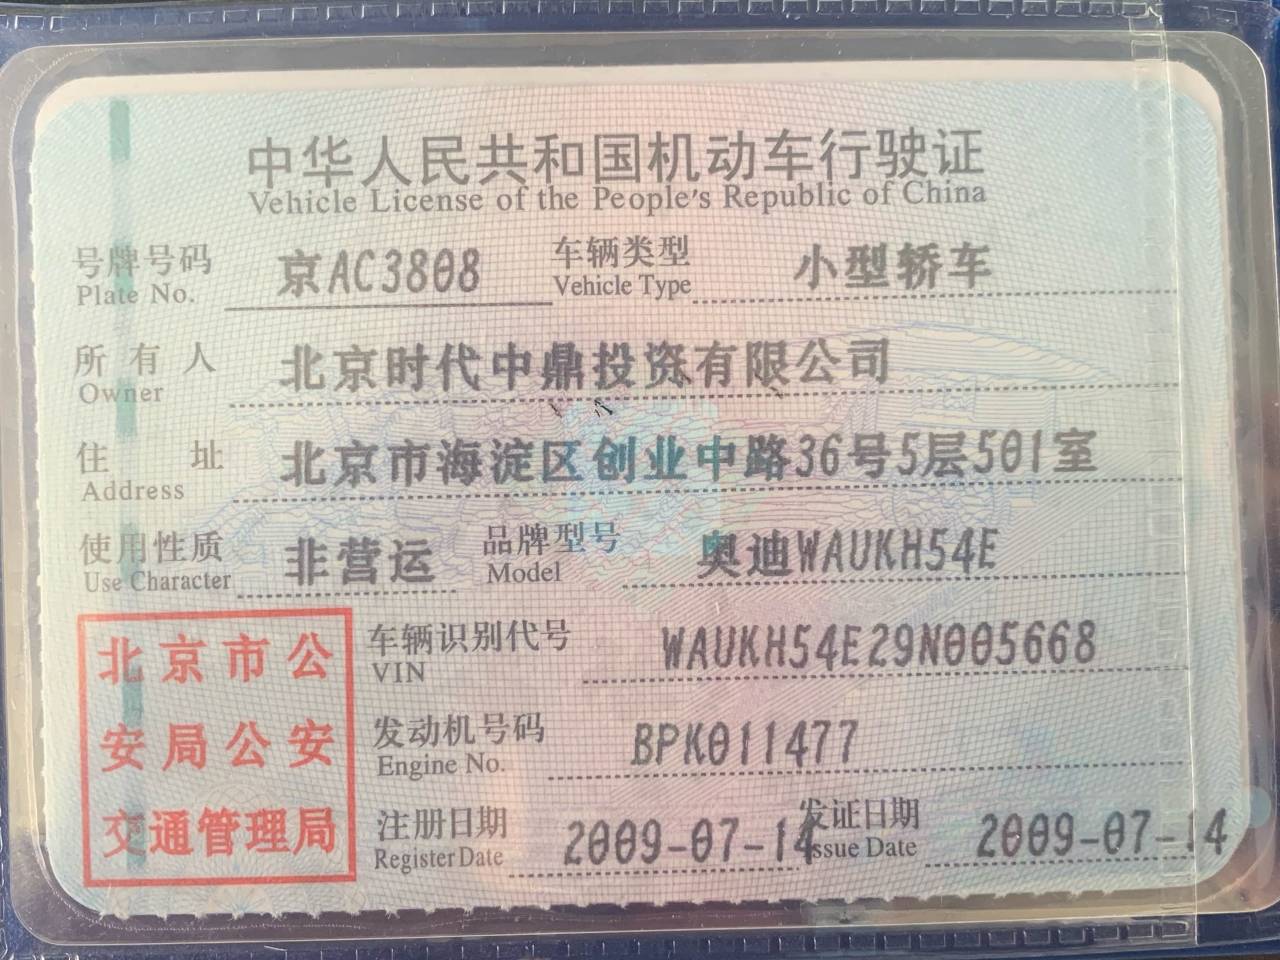 中华人民共和国机动车行驶证
Vehicle License of the People's Republic of China
号牌号码 京AC3808 车辆类型 小型轿车
Plate No. Vehicle Type
所有人 北京时代中鼎投资有限公司
Owner
住址 北京市海淀区创业中路36号5层501室
Address
使用性质 非营运 品牌型号 奥迪WAUKH54E
Use Character Model
北京市公
安局公安
交通管理局
车辆识别代号 WAUKH54E29N005668
VIN
发动机号码 BPK011477
Engine No.
注册日期 2009-07-14 发证日期 2009-07-14
Register Date Issue Date